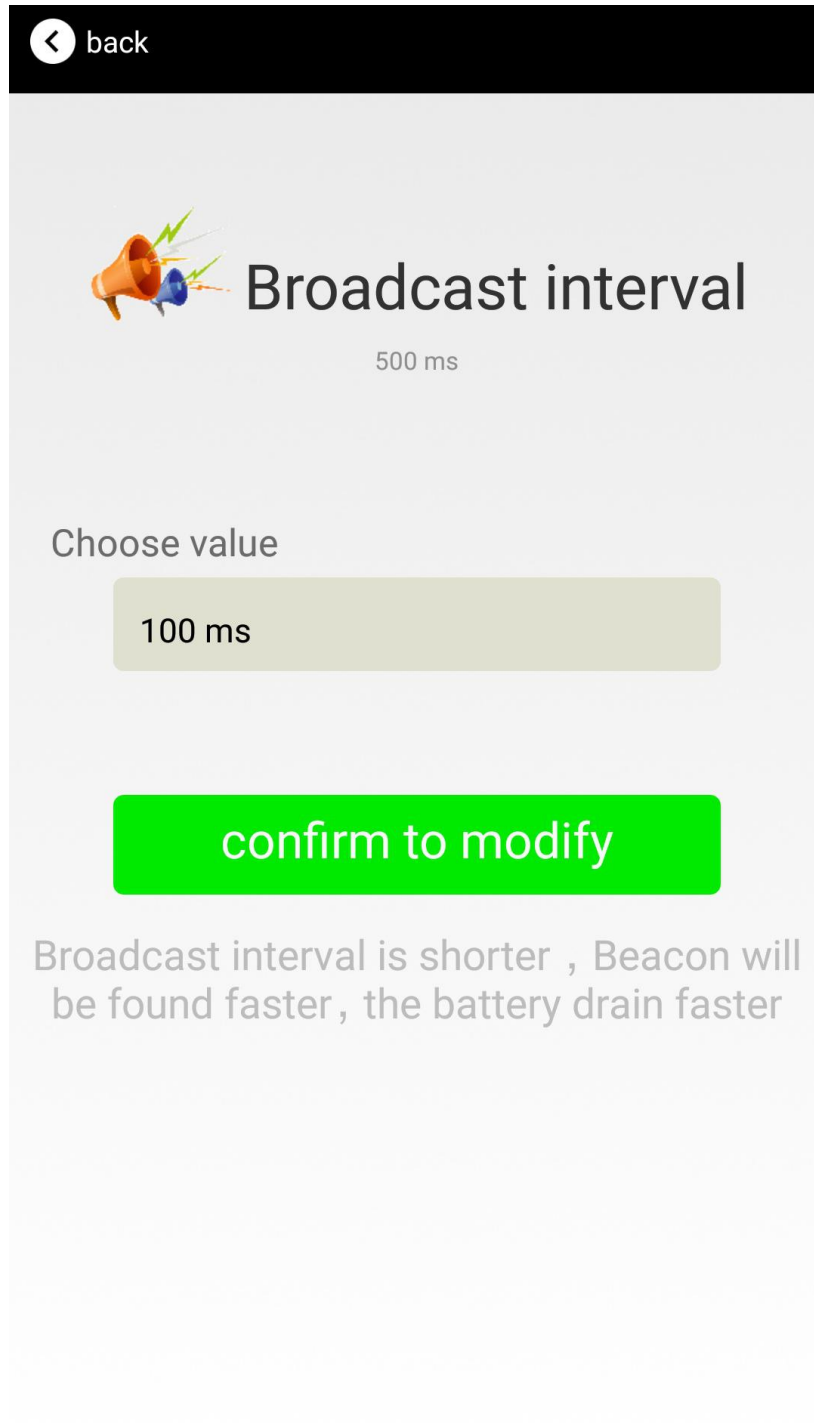 back
Broadcast interval
500 ms
Choose value
100 ms
confirm to modify
Broadcast interval is shorter，Beacon will
be found faster，the battery drain faster